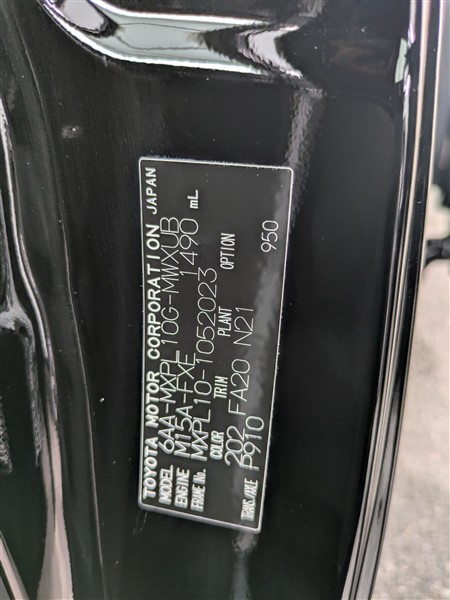 TOYOTA MOTOR CORPORATION JAPAN
MODEL 6AA-MXPL10G-MWXUB
ENGINE M15A-FXE 1490 mL
FRAME No. MXPL10-1052023
COLOR TRIM PLANT OPTION
202 FA20 N21 950
TRANS/AXLE P910